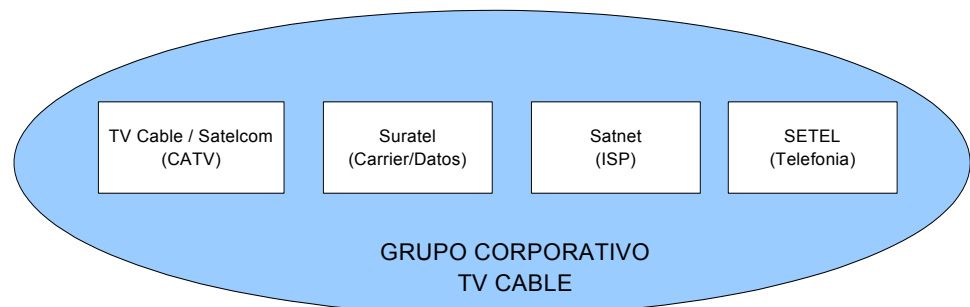 TV Cable / Satelcom
(CATV)
Suratel
(Carrier/Datos)
Satnet
(ISP)
SETEL
(Telefonia)
GRUPO CORPORATIVO
TV CABLE